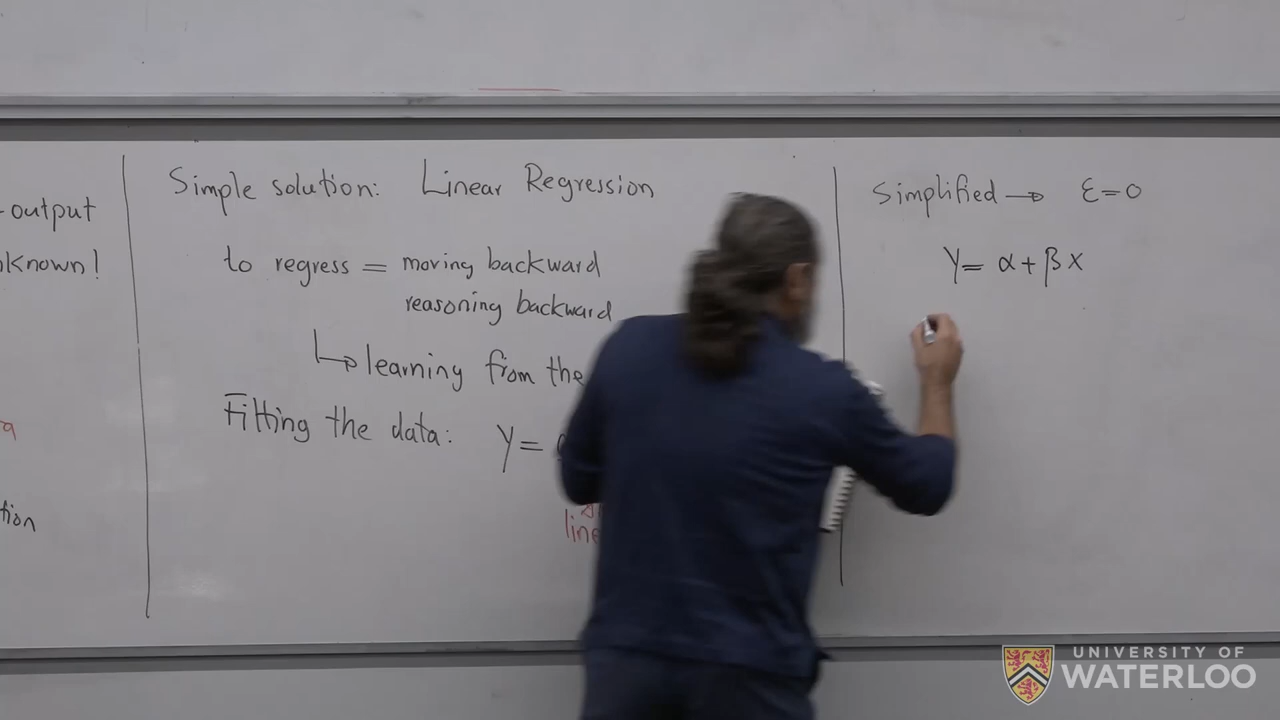 output
known!
Simple solution: Linear Regression
to regress = moving backward
reasoning backward
↳ learning from the
Fitting the data: Y =
line
Simplified → ε=0
Y= α + β x
UNIVERSITY OF
WATERLOO